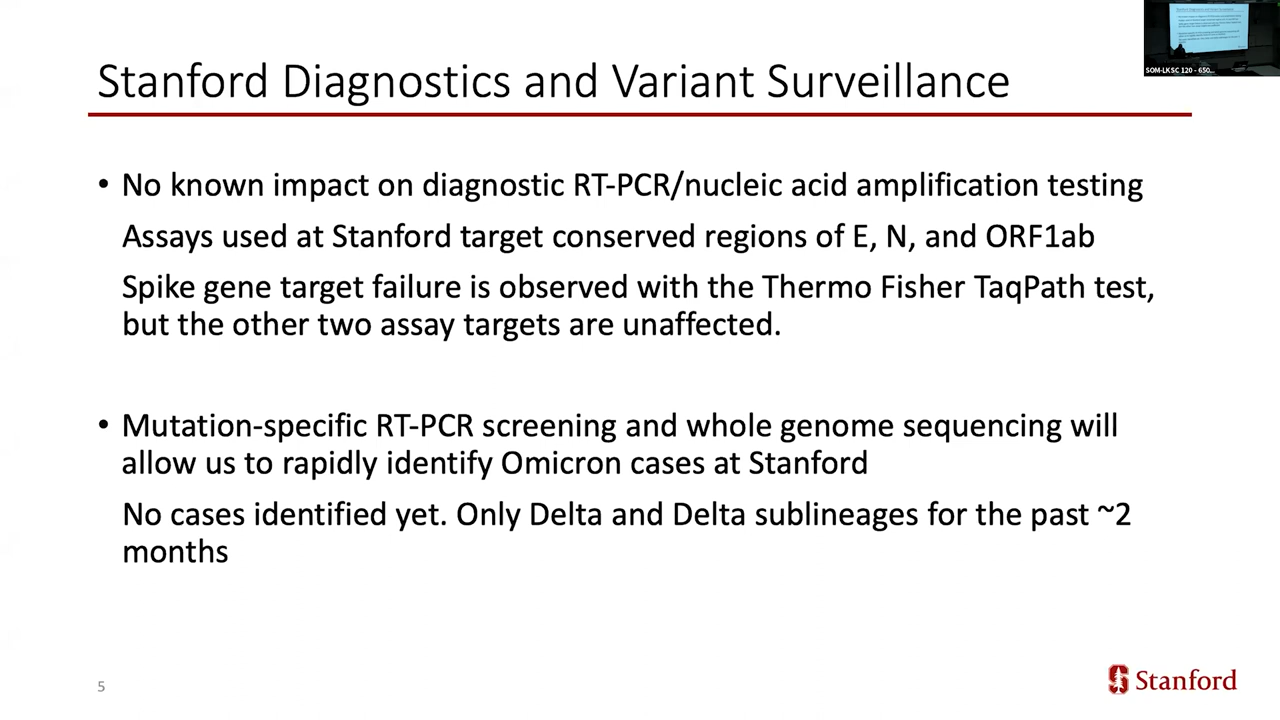 SOM-LKSC 120 - 650...
Stanford Diagnostics and Variant Surveillance
• No known impact on diagnostic RT-PCR/nucleic acid amplification testing
Assays used at Stanford target conserved regions of E, N, and ORF1ab
Spike gene target failure is observed with the Thermo Fisher TaqPath test,
but the other two assay targets are unaffected.
• Mutation-specific RT-PCR screening and whole genome sequencing will
allow us to rapidly identify Omicron cases at Stanford
No cases identified yet. Only Delta and Delta sublineages for the past ~2
months
5
Stanford